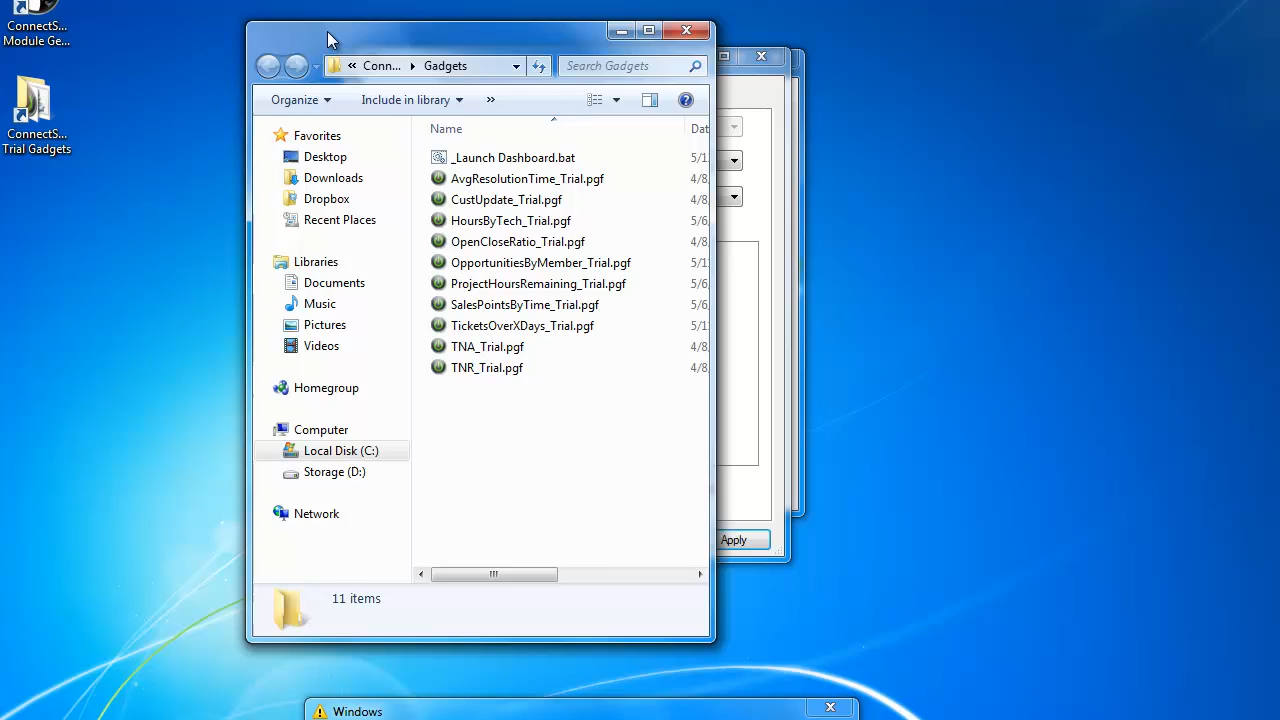 ConnectS...
Module Ge...
ConnectS...
Trial Gadgets
Conn...
Gadgets
Search Gadgets
Organize
Include in library
»
Name
Dat
Favorites
Desktop
Downloads
Dropbox
Recent Places
Libraries
Documents
Music
Pictures
Videos
Homegroup
Computer
Local Disk (C:)
Storage (D:)
Network
_Launch Dashboard.bat 5/1
AvgResolutionTime_Trial.pgf 4/8
CustUpdate_Trial.pgf 4/8
HoursByTech_Trial.pgf 5/6
OpenCloseRatio_Trial.pgf 4/8
OpportunitiesByMember_Trial.pgf 5/1
ProjectHoursRemaining_Trial.pgf 5/6
SalesPointsByTime_Trial.pgf 5/6
TicketsOverXDays_Trial.pgf 5/1
TNA_Trial.pgf 4/8
TNR_Trial.pgf 4/8
11 items
Apply
Windows